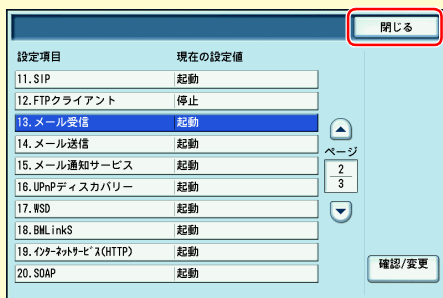 閉じる
設定項目 現在の設定値
11.SIP 起動
12.FTPクライアント 停止
13.メール受信 起動
14.メール送信 起動
15.メール通知サービス 起動
16.UPnPディスカバリー 起動
17.WSD 起動
18.BMLinkS 起動
19.インターネットサービス(HTTP) 起動
20.SOAP 起動
ページ
2
3
確認/変更